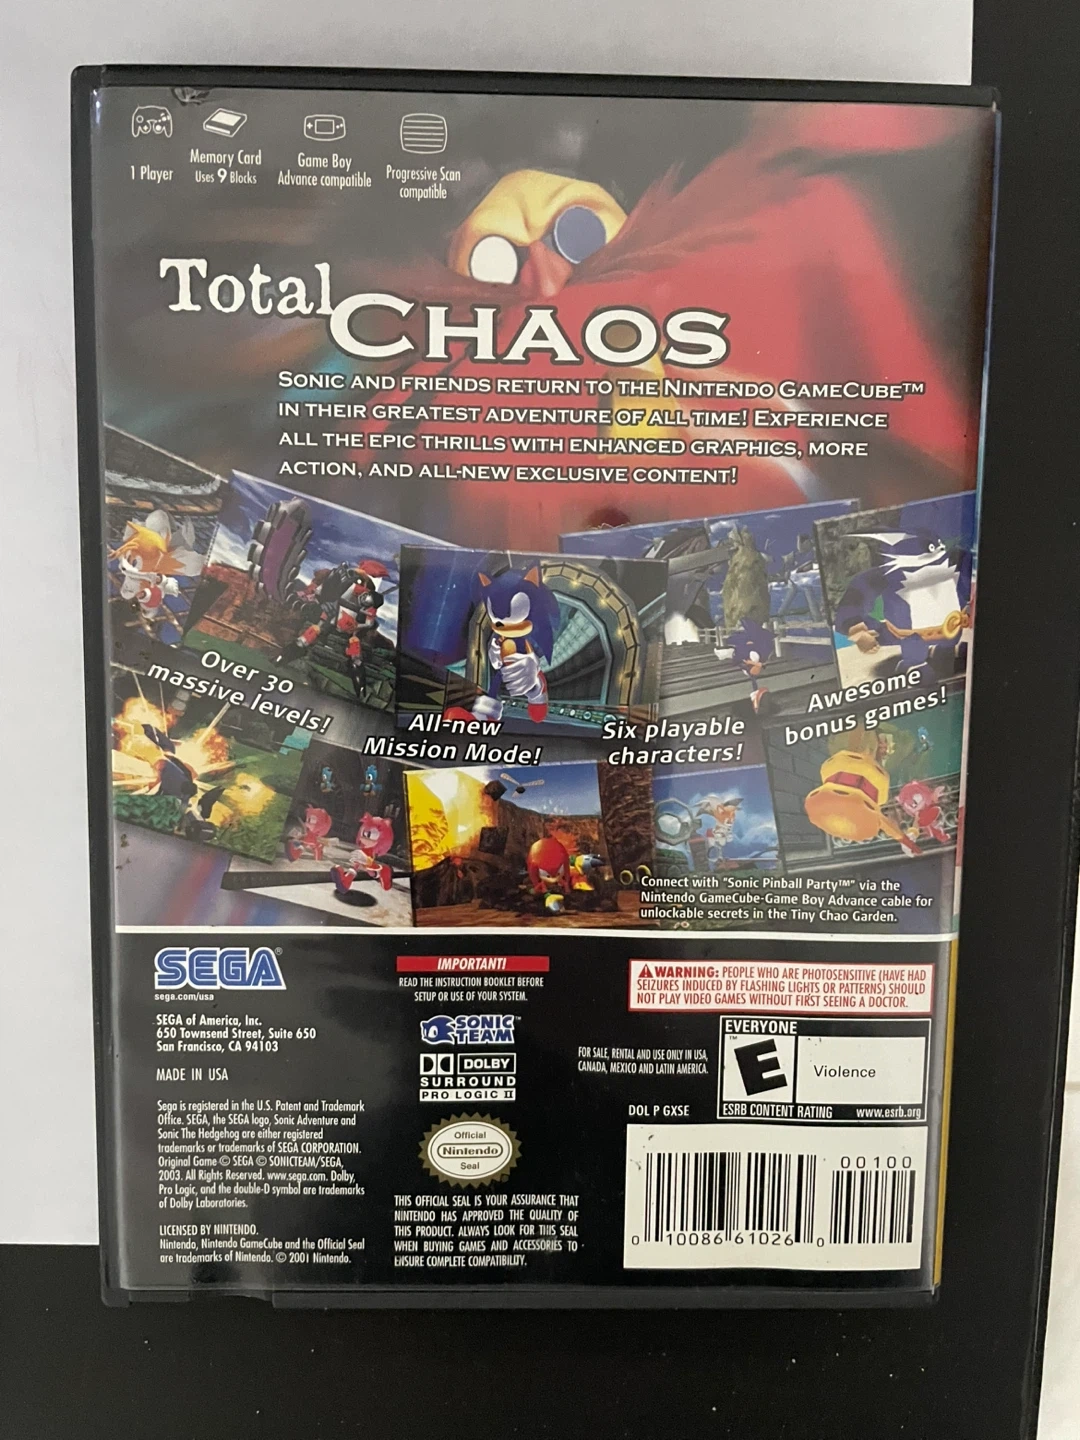 1 Player
Memory Card
Uses 9 Blocks
Game Boy
Advance compatible
Progressive Scan
compatible
Total
CHAOS
SONIC AND FRIENDS RETURN TO THE NINTENDO GAMECUBE™
IN THEIR GREATEST ADVENTURE OF ALL TIME! EXPERIENCE
ALL THE EPIC THRILLS WITH ENHANCED GRAPHICS, MORE
ACTION, AND ALL-NEW EXCLUSIVE CONTENT!
Over 30
massive levels!
All-new
Mission Mode!
Six playable
characters!
Awesome
bonus games!
Connect with "Sonic Pinball Party™" via the
Nintendo GameCube-Game Boy Advance cable for
unlockable secrets in the Tiny Chao Garden.
SEGA®
sega.com/usa
SEGA of America, Inc.
650 Townsend Street, Suite 650
San Francisco, CA 94103
MADE IN USA
Sega is registered in the U.S. Patent and Trademark
Office. SEGA, the SEGA logo, Sonic Adventure and
Sonic The Hedgehog are either registered
trademarks or trademarks of SEGA CORPORATION.
Original Game © SEGA © SONICTEAM/SEGA,
2003. All Rights Reserved. www.sega.com. Dolby,
Pro Logic, and the double-D symbol are trademarks
of Dolby Laboratories.
LICENSED BY NINTENDO.
Nintendo, Nintendo GameCube and the Official Seal
are trademarks of Nintendo. © 2001 Nintendo.
IMPORTANT!
READ THE INSTRUCTION BOOKLET BEFORE
SETUP OR USE OF YOUR SYSTEM.
SONIC
TEAM™
DOLBY
SURROUND
PRO LOGIC II
Official
Nintendo
Seal
THIS OFFICIAL SEAL IS YOUR ASSURANCE THAT
NINTENDO HAS APPROVED THE QUALITY OF
THIS PRODUCT. ALWAYS LOOK FOR THIS SEAL
WHEN BUYING GAMES AND ACCESSORIES TO
ENSURE COMPLETE COMPATIBILITY.
WARNING: PEOPLE WHO ARE PHOTOSENSITIVE (HAVE HAD
SEIZURES INDUCED BY FLASHING LIGHTS OR PATTERNS) SHOULD
NOT PLAY VIDEO GAMES WITHOUT FIRST SEEING A DOCTOR.
FOR SALE, RENTAL AND USE ONLY IN USA,
CANADA, MEXICO AND LATIN AMERICA.
DOL P GXSE
EVERYONE
™
E
Violence
ESRB CONTENT RATING www.esrb.org
00100
0 10086 61026 0